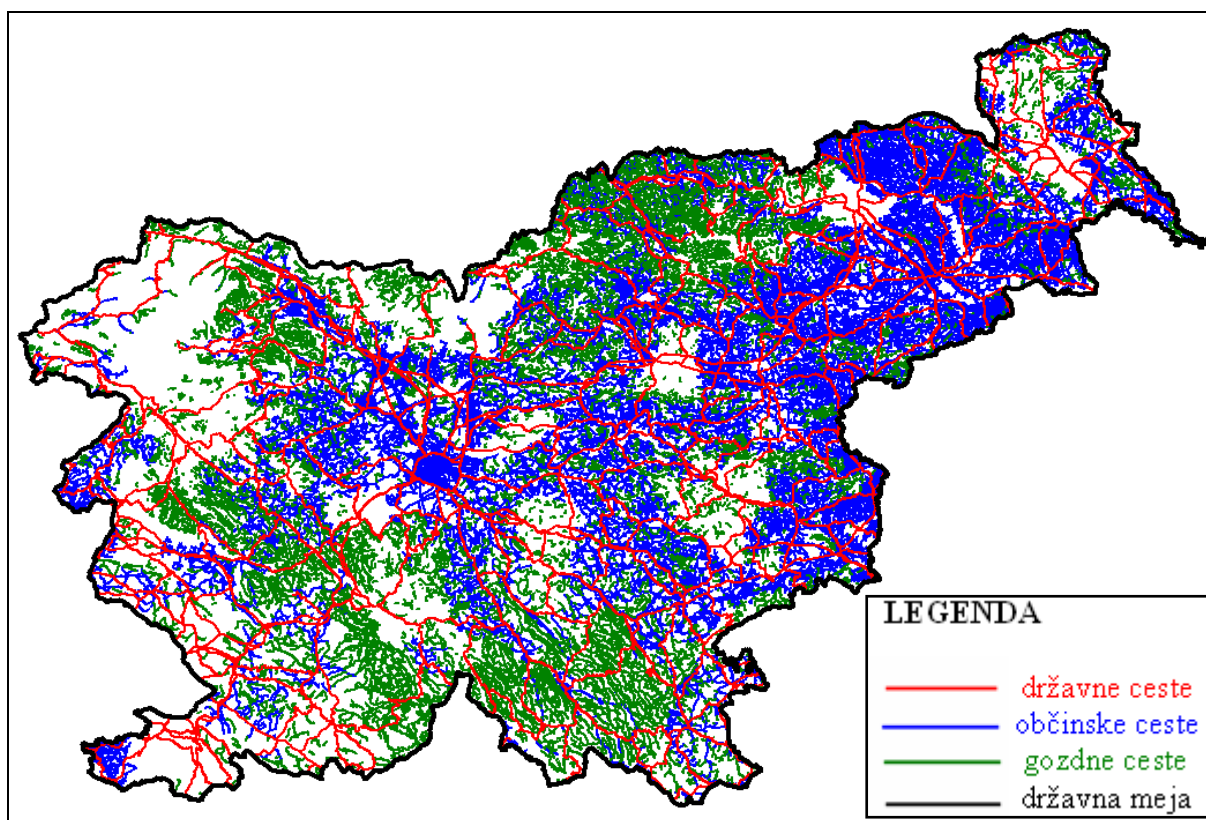 LEGENDA
državne ceste
občinske ceste
gozdne ceste
državna meja